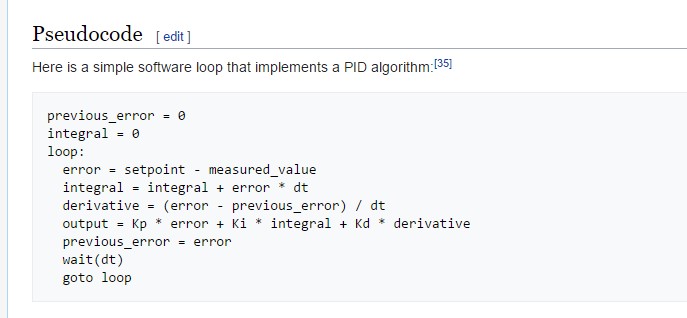 Pseudocode [edit]
Here is a simple software loop that implements a PID algorithm:[35]
previous_error = 0
integral = 0
loop:
  error = setpoint - measured_value
  integral = integral + error * dt
  derivative = (error - previous_error) / dt
  output = Kp * error + Ki * integral + Kd * derivative
  previous_error = error
  wait(dt)
  goto loop